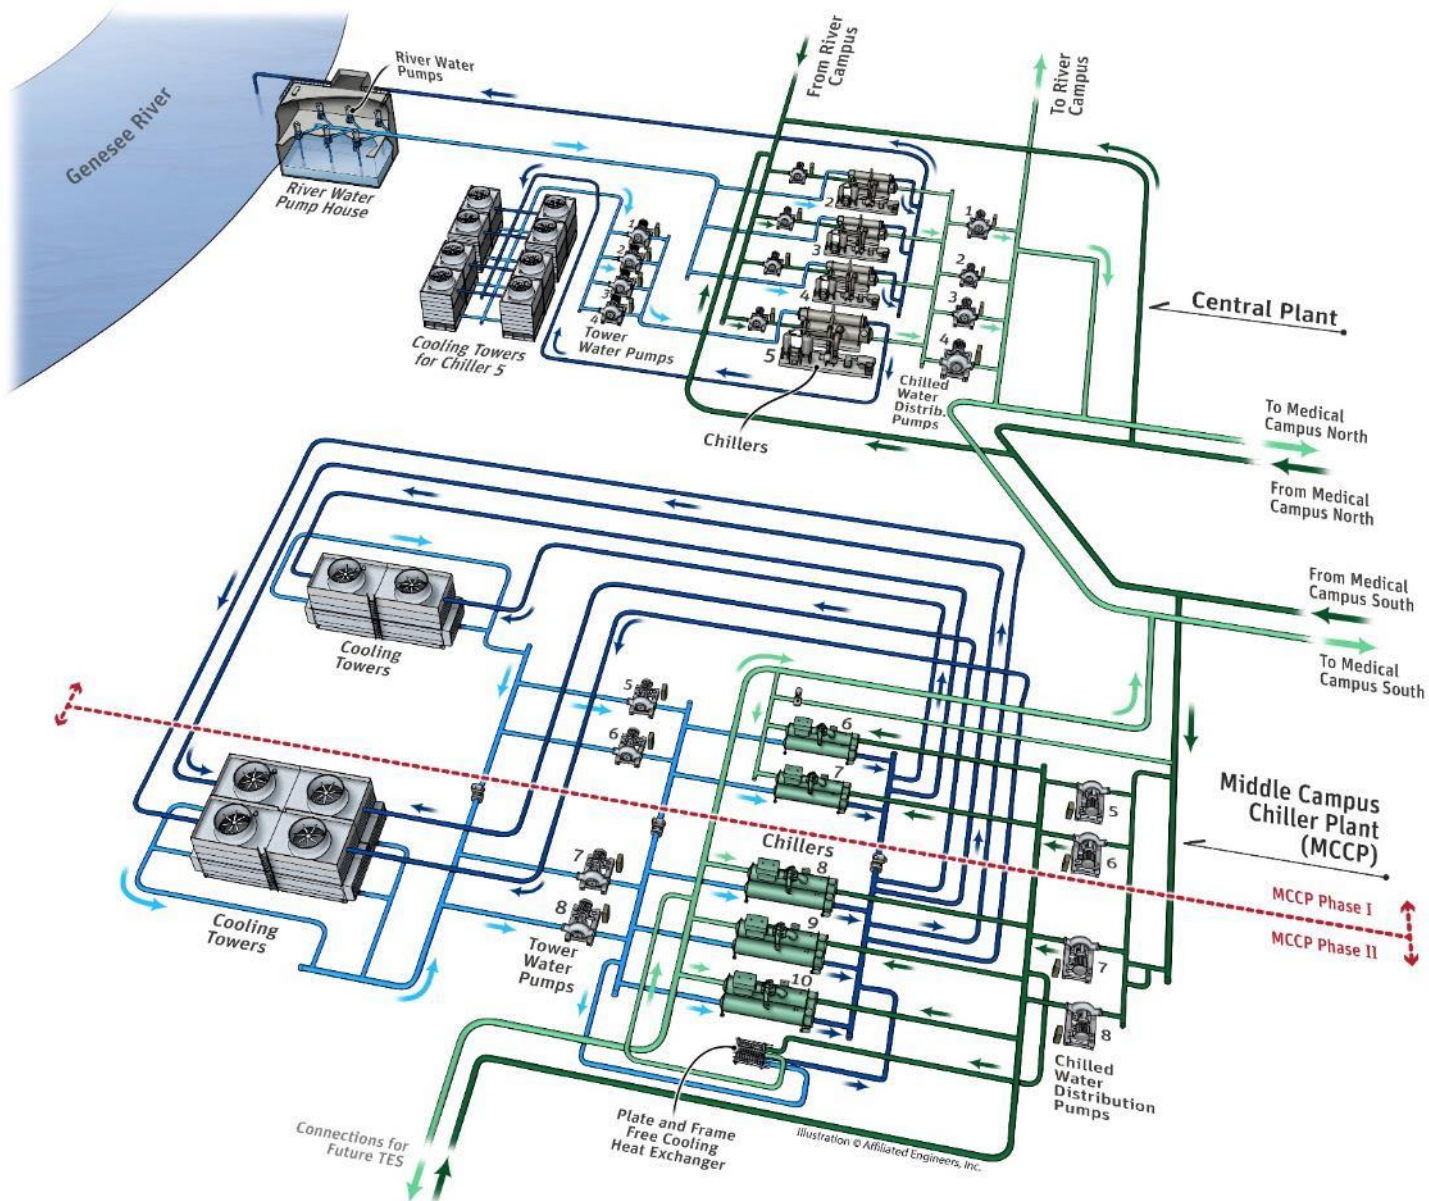 Genesee River
River Water
Pumps
River Water
Pump House
From River
Campus
To River
Campus
1
2
3
4
Tower
Water Pumps
Cooling Towers
for Chiller 5
2
3
4
5
Chillers
1
2
3
4
Chilled
Water
Distrib.
Pumps
Central Plant
To Medical
Campus North
From Medical
Campus North
From Medical
Campus South
To Medical
Campus South
Cooling
Towers
5
6
6
7
5
6
Middle Campus
Chiller Plant
(MCCP)
Chillers
MCCP Phase I
MCCP Phase II
Cooling
Towers
7
8
Tower
Water
Pumps
8
9
10
7
8
Chilled
Water
Distribution
Pumps
Connections for
Future TES
Plate and Frame
Free Cooling
Heat Exchanger
Illustration © Affiliated Engineers, Inc.